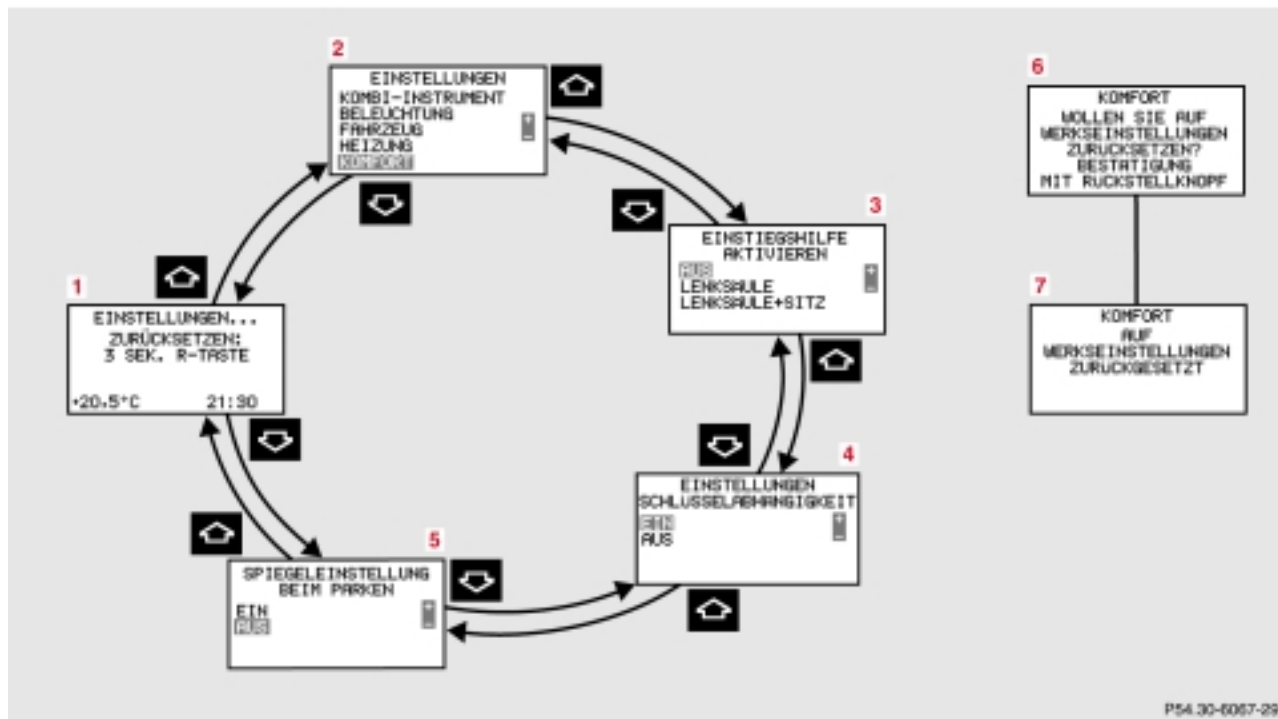 2
EINSTELLUNGEN
KOMBI-INSTRUMENT
BELEUCHTUNG
FAHRZEUG
HEIZUNG
KOMFORT
6
KOMFORT
WOLLEN SIE AUF
WERKSEINSTELLUNGEN
ZURUCKSETZEN?
BESTATIGUNG
MIT RUCKSTELLKNOPF
3
EINSTIEGSHILFE
AKTIVIEREN
AUS
LENKSAULE
LENKSAULE+SITZ
1
EINSTELLUNGEN...
ZURÜCKSETZEN:
3 SEK. R-TASTE
+20.5°C 21:30
7
KOMFORT
AUF
WERKSEINSTELLUNGEN
ZURUCKGESETZT
4
EINSTELLUNGEN
SCHLUSSELABHANGIGKEIT
EIN
AUS
5
SPIEGELEINSTELLUNG
BEIM PARKEN
EIN
AUS
P54.30-6067-29